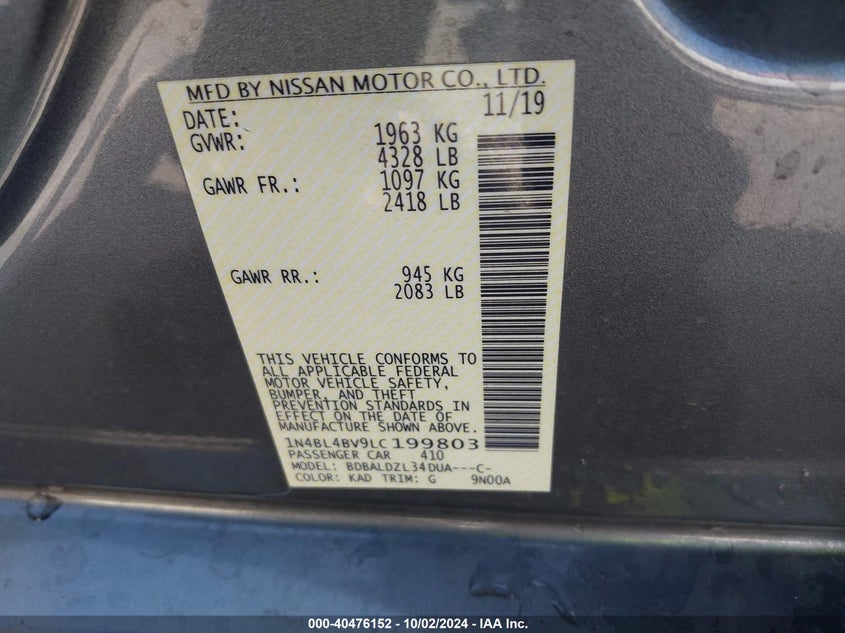 MFD BY NISSAN MOTOR CO., LTD.
DATE: 11/19
GVWR: 1963 KG
4328 LB
GAWR FR.: 1097 KG
2418 LB
GAWR RR.: 945 KG
2083 LB
THIS VEHICLE CONFORMS TO
ALL APPLICABLE FEDERAL
MOTOR VEHICLE SAFETY,
BUMPER, AND THEFT
PREVENTION STANDARDS IN
EFFECT ON THE DATE OF
MANUFACTURE SHOWN ABOVE.
1N4BL4BV9LC199803
PASSENGER CAR 410
MODEL: BDBALDZL34DUA---C-
COLOR: KAD TRIM: G 9N00A
000-40476152 - 10/02/2024 - IAA Inc.